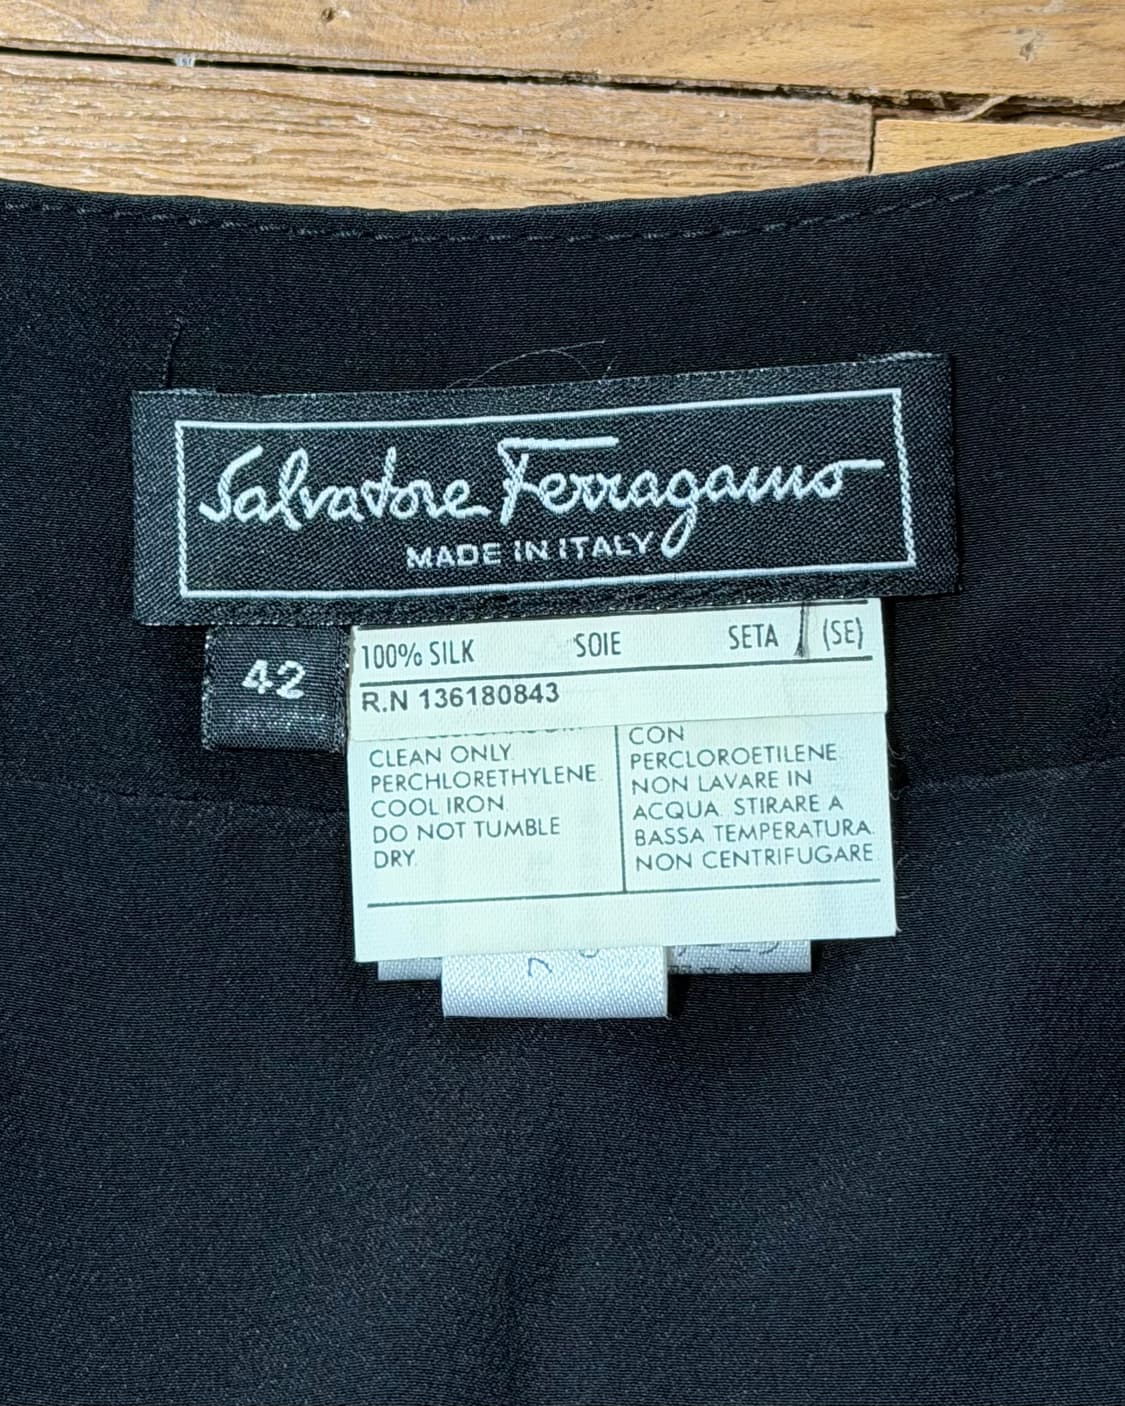 Salvatore Ferragamo
MADE IN ITALY
42
100% SILK SOIE SETA (SE)
R.N 136180843
CLEAN ONLY.
PERCHLORETHYLENE.
COOL IRON.
DO NOT TUMBLE
DRY.
CON
PERCLOROETILENE.
NON LAVARE IN
ACQUA. STIRARE A
BASSA TEMPERATURA.
NON CENTRIFUGARE.